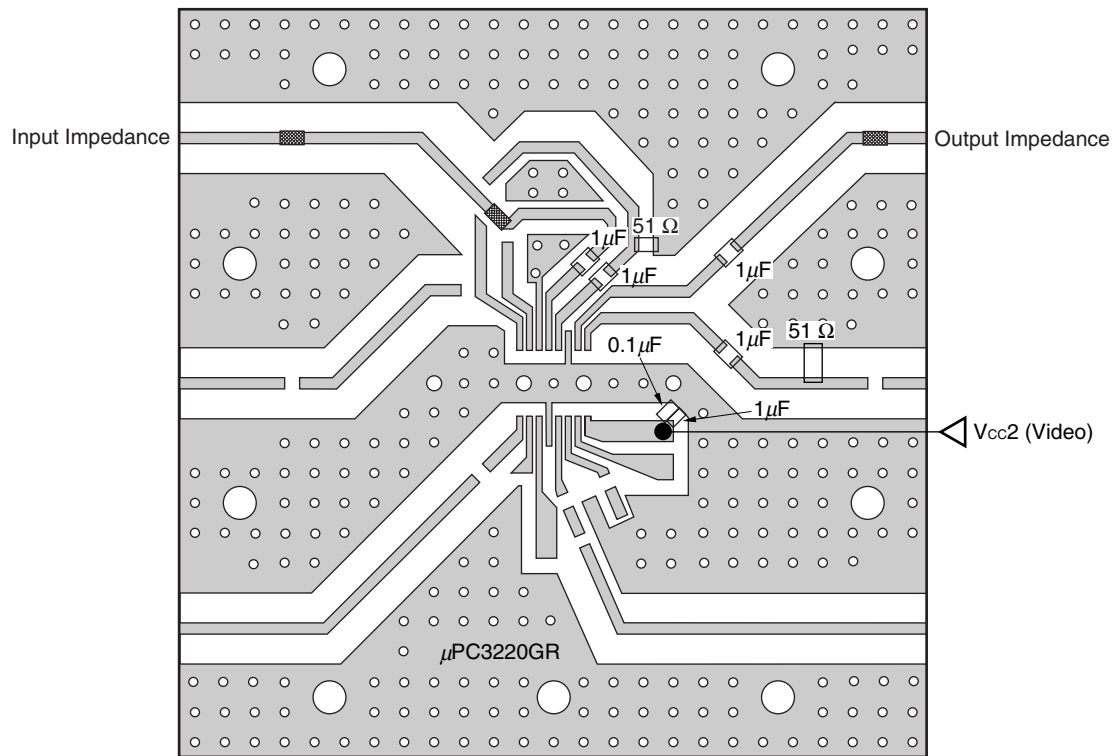 Input Impedance
Output Impedance
51 Ω
1μF
1μF
1μF
51 Ω
1μF
0.1μF
1μF
Vcc2 (Video)
μPC3220GR